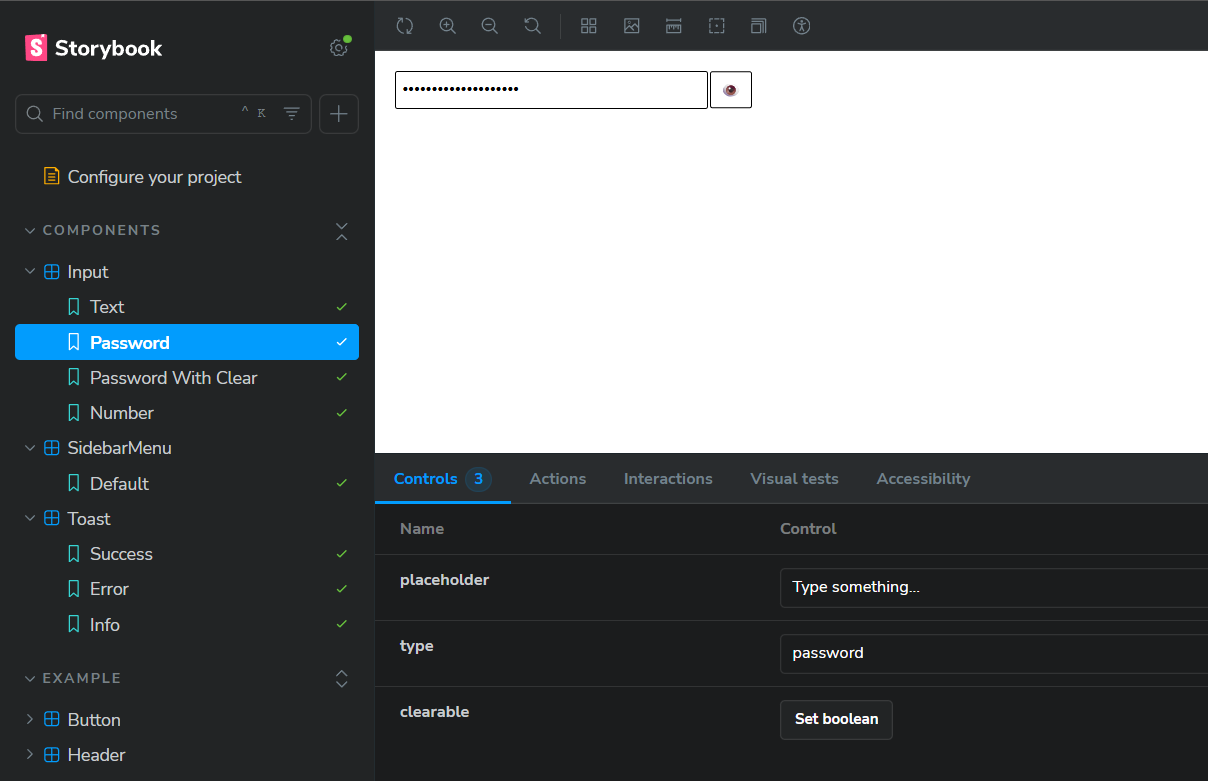 Storybook
Find components
^ K
Configure your project
COMPONENTS
Input
Text
Password
Password With Clear
Number
SidebarMenu
Default
Toast
Success
Error
Info
EXAMPLE
Button
Header
••••••••••••••••••••
Controls 3 Actions Interactions Visual tests Accessibility
Name Control
placeholder Type something...
type password
clearable Set boolean